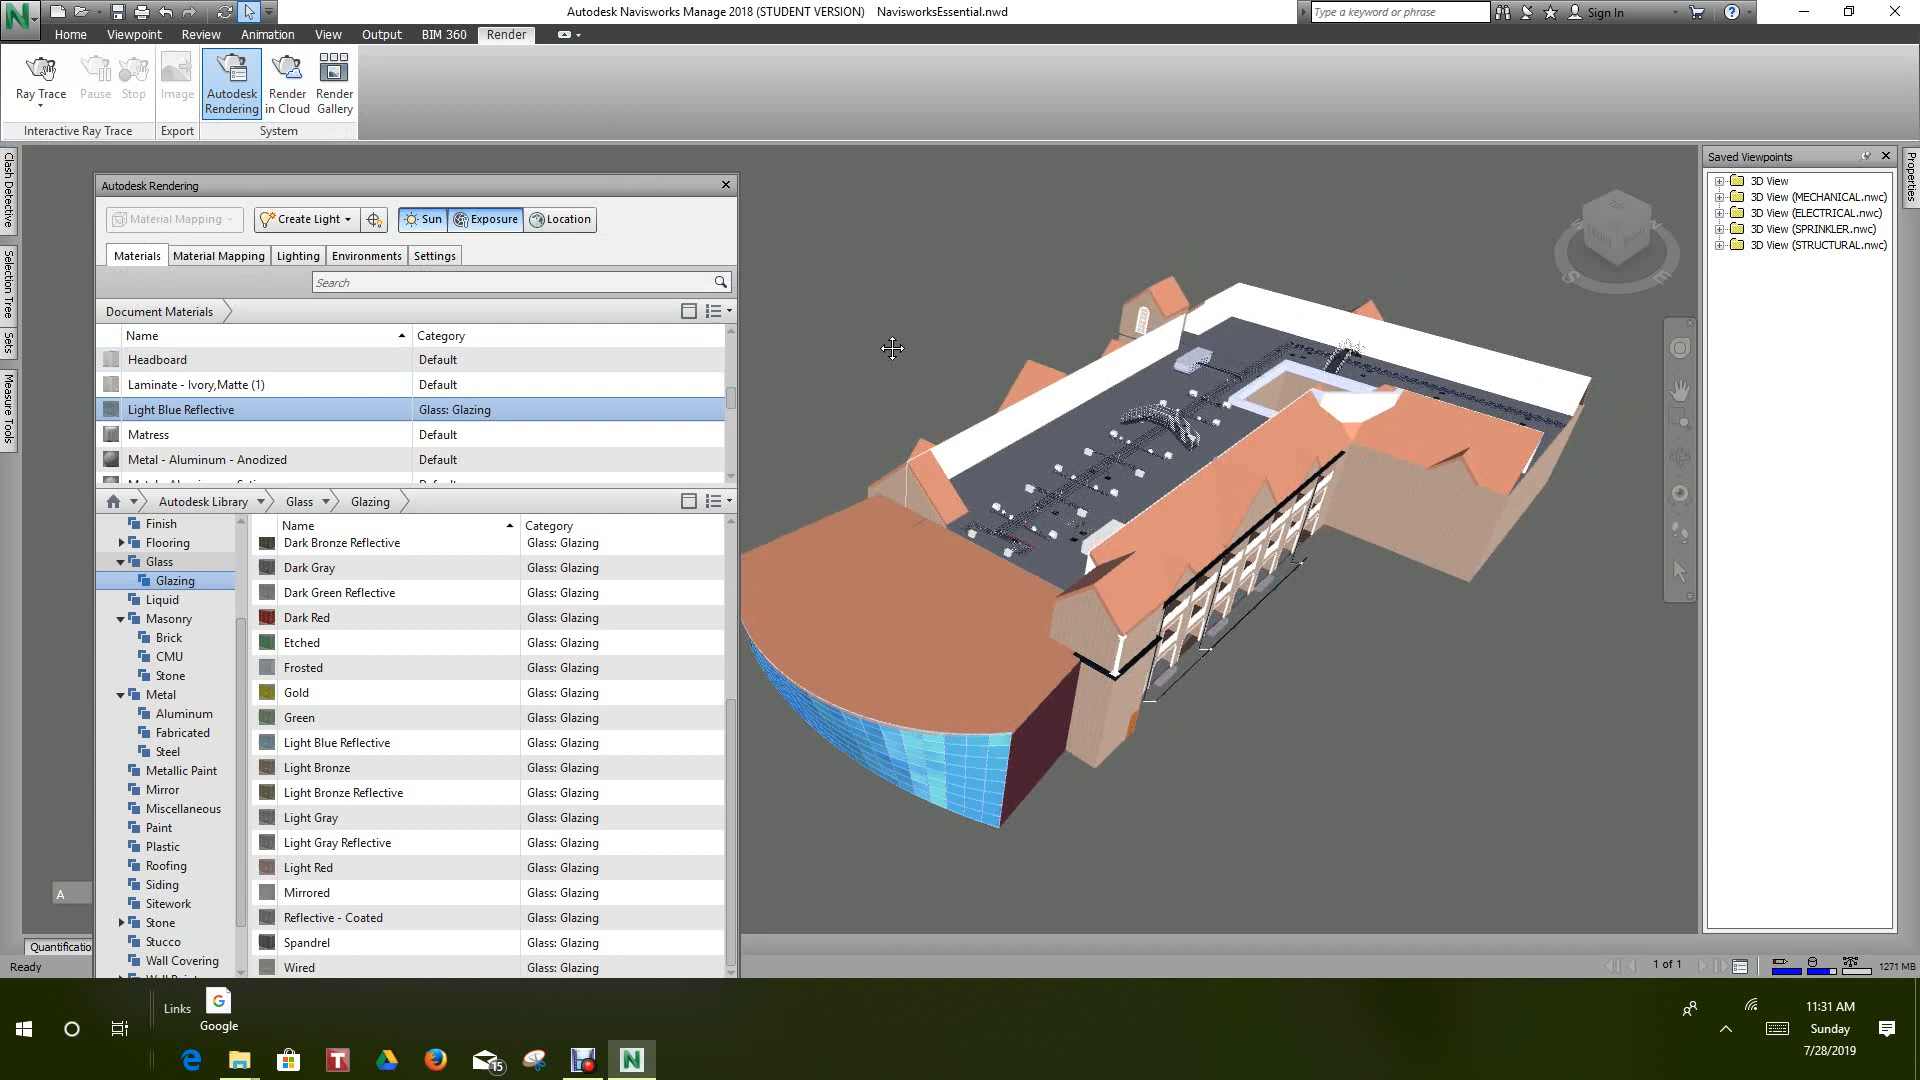 Autodesk Navisworks Manage 2018 (STUDENT VERSION) NavisworksEssential.nwd
Type a keyword or phrase
Sign In
Home Viewpoint Review Animation View Output BIM 360 Render
Ray Trace Pause Stop Image Autodesk Rendering Render in Cloud Render Gallery
Interactive Ray Trace Export System
Clash Detective
Selection Tree
Sets
Measure Tools
Autodesk Rendering
Material Mapping Create Light Sun Exposure Location
Materials Material Mapping Lighting Environments Settings
Search
Document Materials
Name Category
Headboard Default
Laminate - Ivory,Matte (1) Default
Light Blue Reflective Glass: Glazing
Matress Default
Metal - Aluminum - Anodized Default
Autodesk Library Glass Glazing
Finish
Flooring
Glass
Glazing
Liquid
Masonry
Brick
CMU
Stone
Metal
Aluminum
Fabricated
Steel
Metallic Paint
Mirror
Miscellaneous
Paint
Plastic
Roofing
Siding
Sitework
Stone
Stucco
Wall Covering
Name Category
Dark Bronze Reflective Glass: Glazing
Dark Gray Glass: Glazing
Dark Green Reflective Glass: Glazing
Dark Red Glass: Glazing
Etched Glass: Glazing
Frosted Glass: Glazing
Gold Glass: Glazing
Green Glass: Glazing
Light Blue Reflective Glass: Glazing
Light Bronze Glass: Glazing
Light Bronze Reflective Glass: Glazing
Light Gray Glass: Glazing
Light Gray Reflective Glass: Glazing
Light Red Glass: Glazing
Mirrored Glass: Glazing
Reflective - Coated Glass: Glazing
Spandrel Glass: Glazing
Wired Glass: Glazing
A
Quantificatio
Ready
S
E
Saved Viewpoints
3D View
3D View (MECHANICAL.nwc)
3D View (ELECTRICAL.nwc)
3D View (SPRINKLER.nwc)
3D View (STRUCTURAL.nwc)
Properties
1 of 1
1271 MB
Links
Google
15
11:31 AM
Sunday
7/28/2019